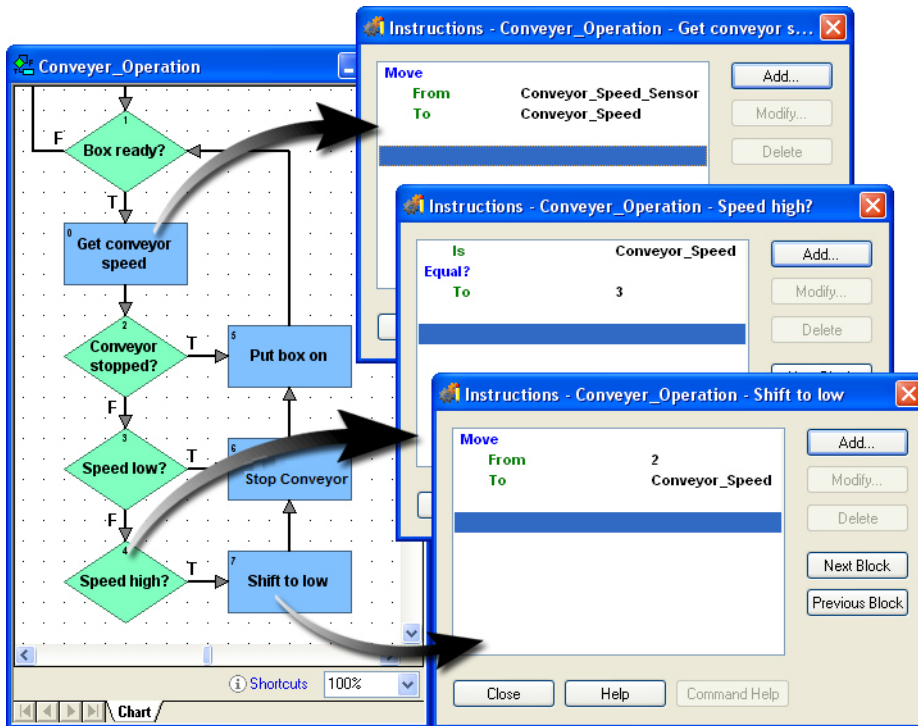 Conveyer_Operation
F
1
Box ready?
T
0
Get conveyor
speed
2
Conveyor
stopped?
T
5
Put box on
F
3
Speed low?
T
6
Stop Conveyor
F
4
Speed high?
T
7
Shift to low
Shortcuts
100%
Chart
Instructions - Conveyer_Operation - Get conveyor s...
Move
From Conveyor_Speed_Sensor
To Conveyor_Speed
Add...
Modify...
Delete
Instructions - Conveyer_Operation - Speed high?
Is Conveyor_Speed
Equal?
To 3
Add...
Modify...
Delete
Instructions - Conveyer_Operation - Shift to low
Move
From 2
To Conveyor_Speed
Add...
Modify...
Delete
Next Block
Previous Block
Close
Help
Command Help